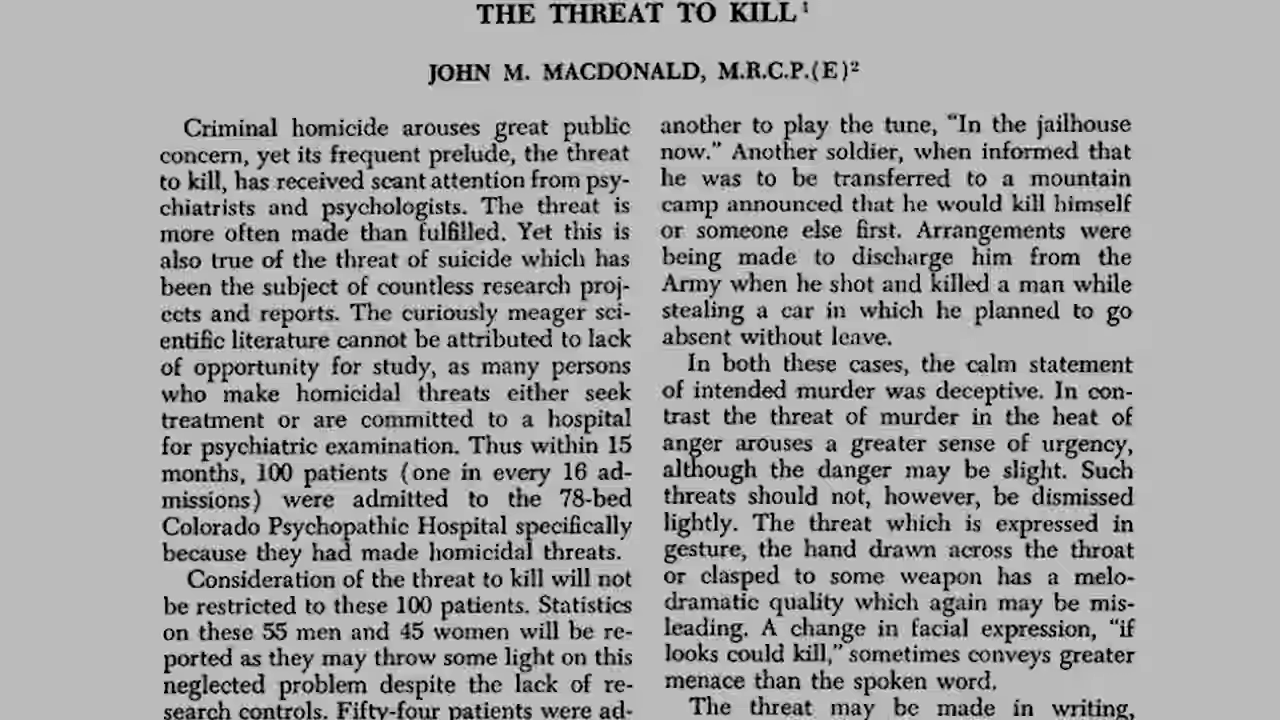 THE THREAT TO KILL¹
JOHN M. MACDONALD, M.R.C.P.(E)²
Criminal homicide arouses great public
concern, yet its frequent prelude, the threat
to kill, has received scant attention from psy-
chiatrists and psychologists. The threat is
more often made than fulfilled. Yet this is
also true of the threat of suicide which has
been the subject of countless research proj-
ects and reports. The curiously meager sci-
entific literature cannot be attributed to lack
of opportunity for study, as many persons
who make homicidal threats either seek
treatment or are committed to a hospital
for psychiatric examination. Thus within 15
months, 100 patients (one in every 16 ad-
missions) were admitted to the 78-bed
Colorado Psychopathic Hospital specifically
because they had made homicidal threats.
Consideration of the threat to kill will not
be restricted to these 100 patients. Statistics
on these 55 men and 45 women will be re-
ported as they may throw some light on this
neglected problem despite the lack of re-
search controls. Fifty-four patients were ad-
another to play the tune, "In the jailhouse
now." Another soldier, when informed that
he was to be transferred to a mountain
camp announced that he would kill himself
or someone else first. Arrangements were
being made to discharge him from the
Army when he shot and killed a man while
stealing a car in which he planned to go
absent without leave.
In both these cases, the calm statement
of intended murder was deceptive. In con-
trast the threat of murder in the heat of
anger arouses a greater sense of urgency,
although the danger may be slight. Such
threats should not, however, be dismissed
lightly. The threat which is expressed in
gesture, the hand drawn across the throat
or clasped to some weapon has a melo-
dramatic quality which again may be mis-
leading. A change in facial expression, "if
looks could kill," sometimes conveys greater
menace than the spoken word.
The threat may be made in writing,